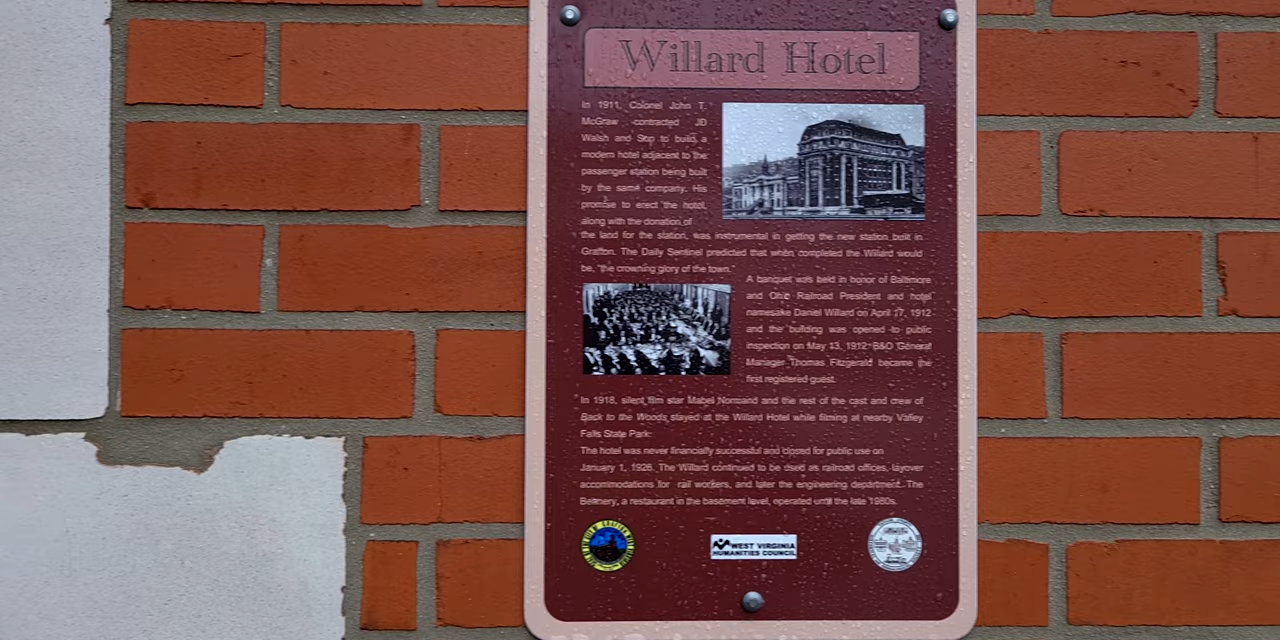 Willard Hotel
In 1911, Colonel John T.
McGraw contracted JD
Walsh and Son to build a
modern hotel adjacent to the
passenger station being built
by the same company. His
promise to erect the hotel,
along with the donation of
the land for the station, was instrumental in getting the new station built in
Grafton. The Daily Sentinel predicted that when completed the Willard would
be, "the crowning glory of the town."
A banquet was held in honor of Baltimore
and Ohio Railroad President and hotel
namesake Daniel Willard on April 17, 1912
and the building was opened to public
inspection on May 13, 1912. B&O General
Manager Thomas Fitzgerald became the
first registered guest.
In 1918, silent film star Mabel Normand and the rest of the cast and crew of
Back to the Woods stayed at the Willard Hotel while filming at nearby Valley
Falls State Park.
The hotel was never financially successful and closed for public use on
January 1, 1926. The Willard continued to be used as railroad offices, layover
accommodations for rail workers, and later the engineering department. The
Beanery, a restaurant in the basement level, operated until the late 1980s.
WEST VIRGINIA
HUMANITIES COUNCIL